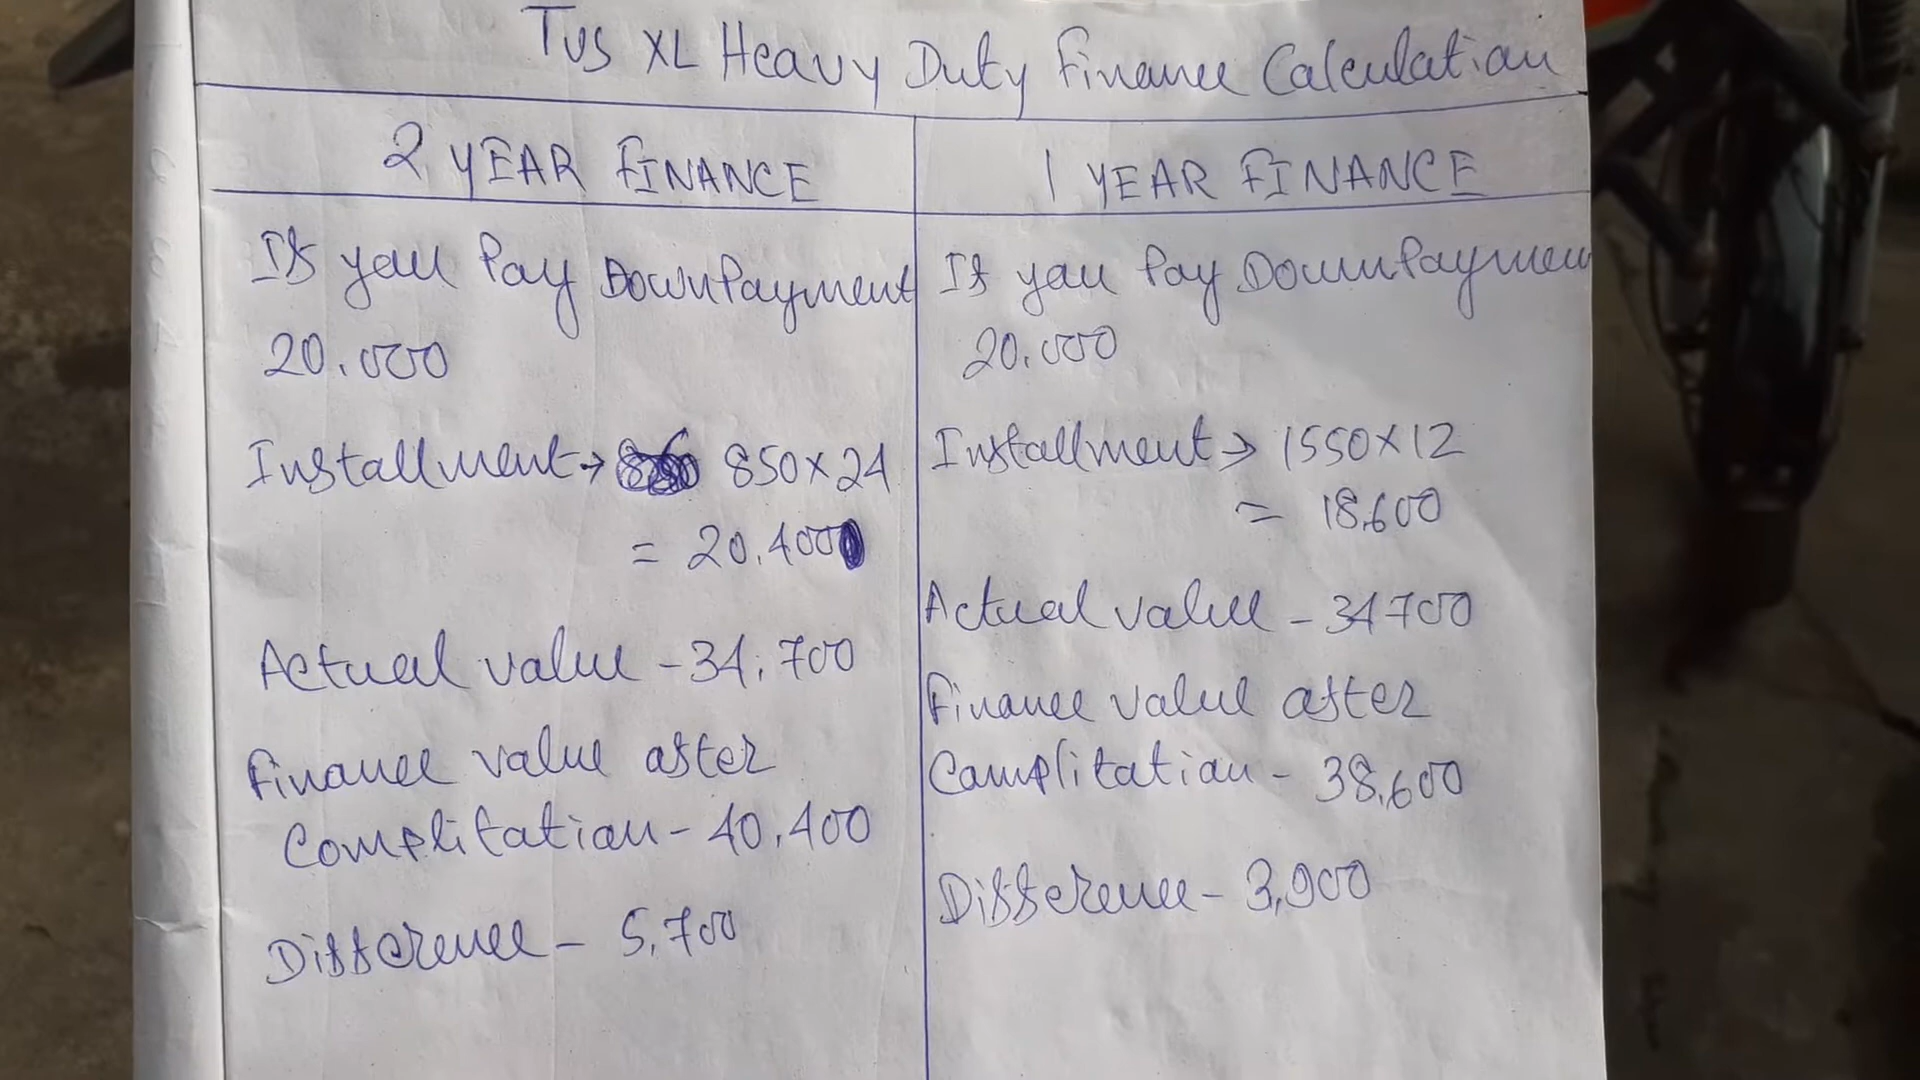 TVS XL Heavy Duty Finance Calculation
2 YEAR FINANCE
If you Pay DownPayment
20,000
Installment → 850×24
= 20,400
Actual value - 34,700
Finance value after
Complitation - 40,400
Difference - 5,700
1 YEAR FINANCE
If you Pay DownPaymen
20,000
Installment → 1550×12
= 18,600
Actual value - 34700
Finance value after
Complitation - 38,600
Difference - 3,900